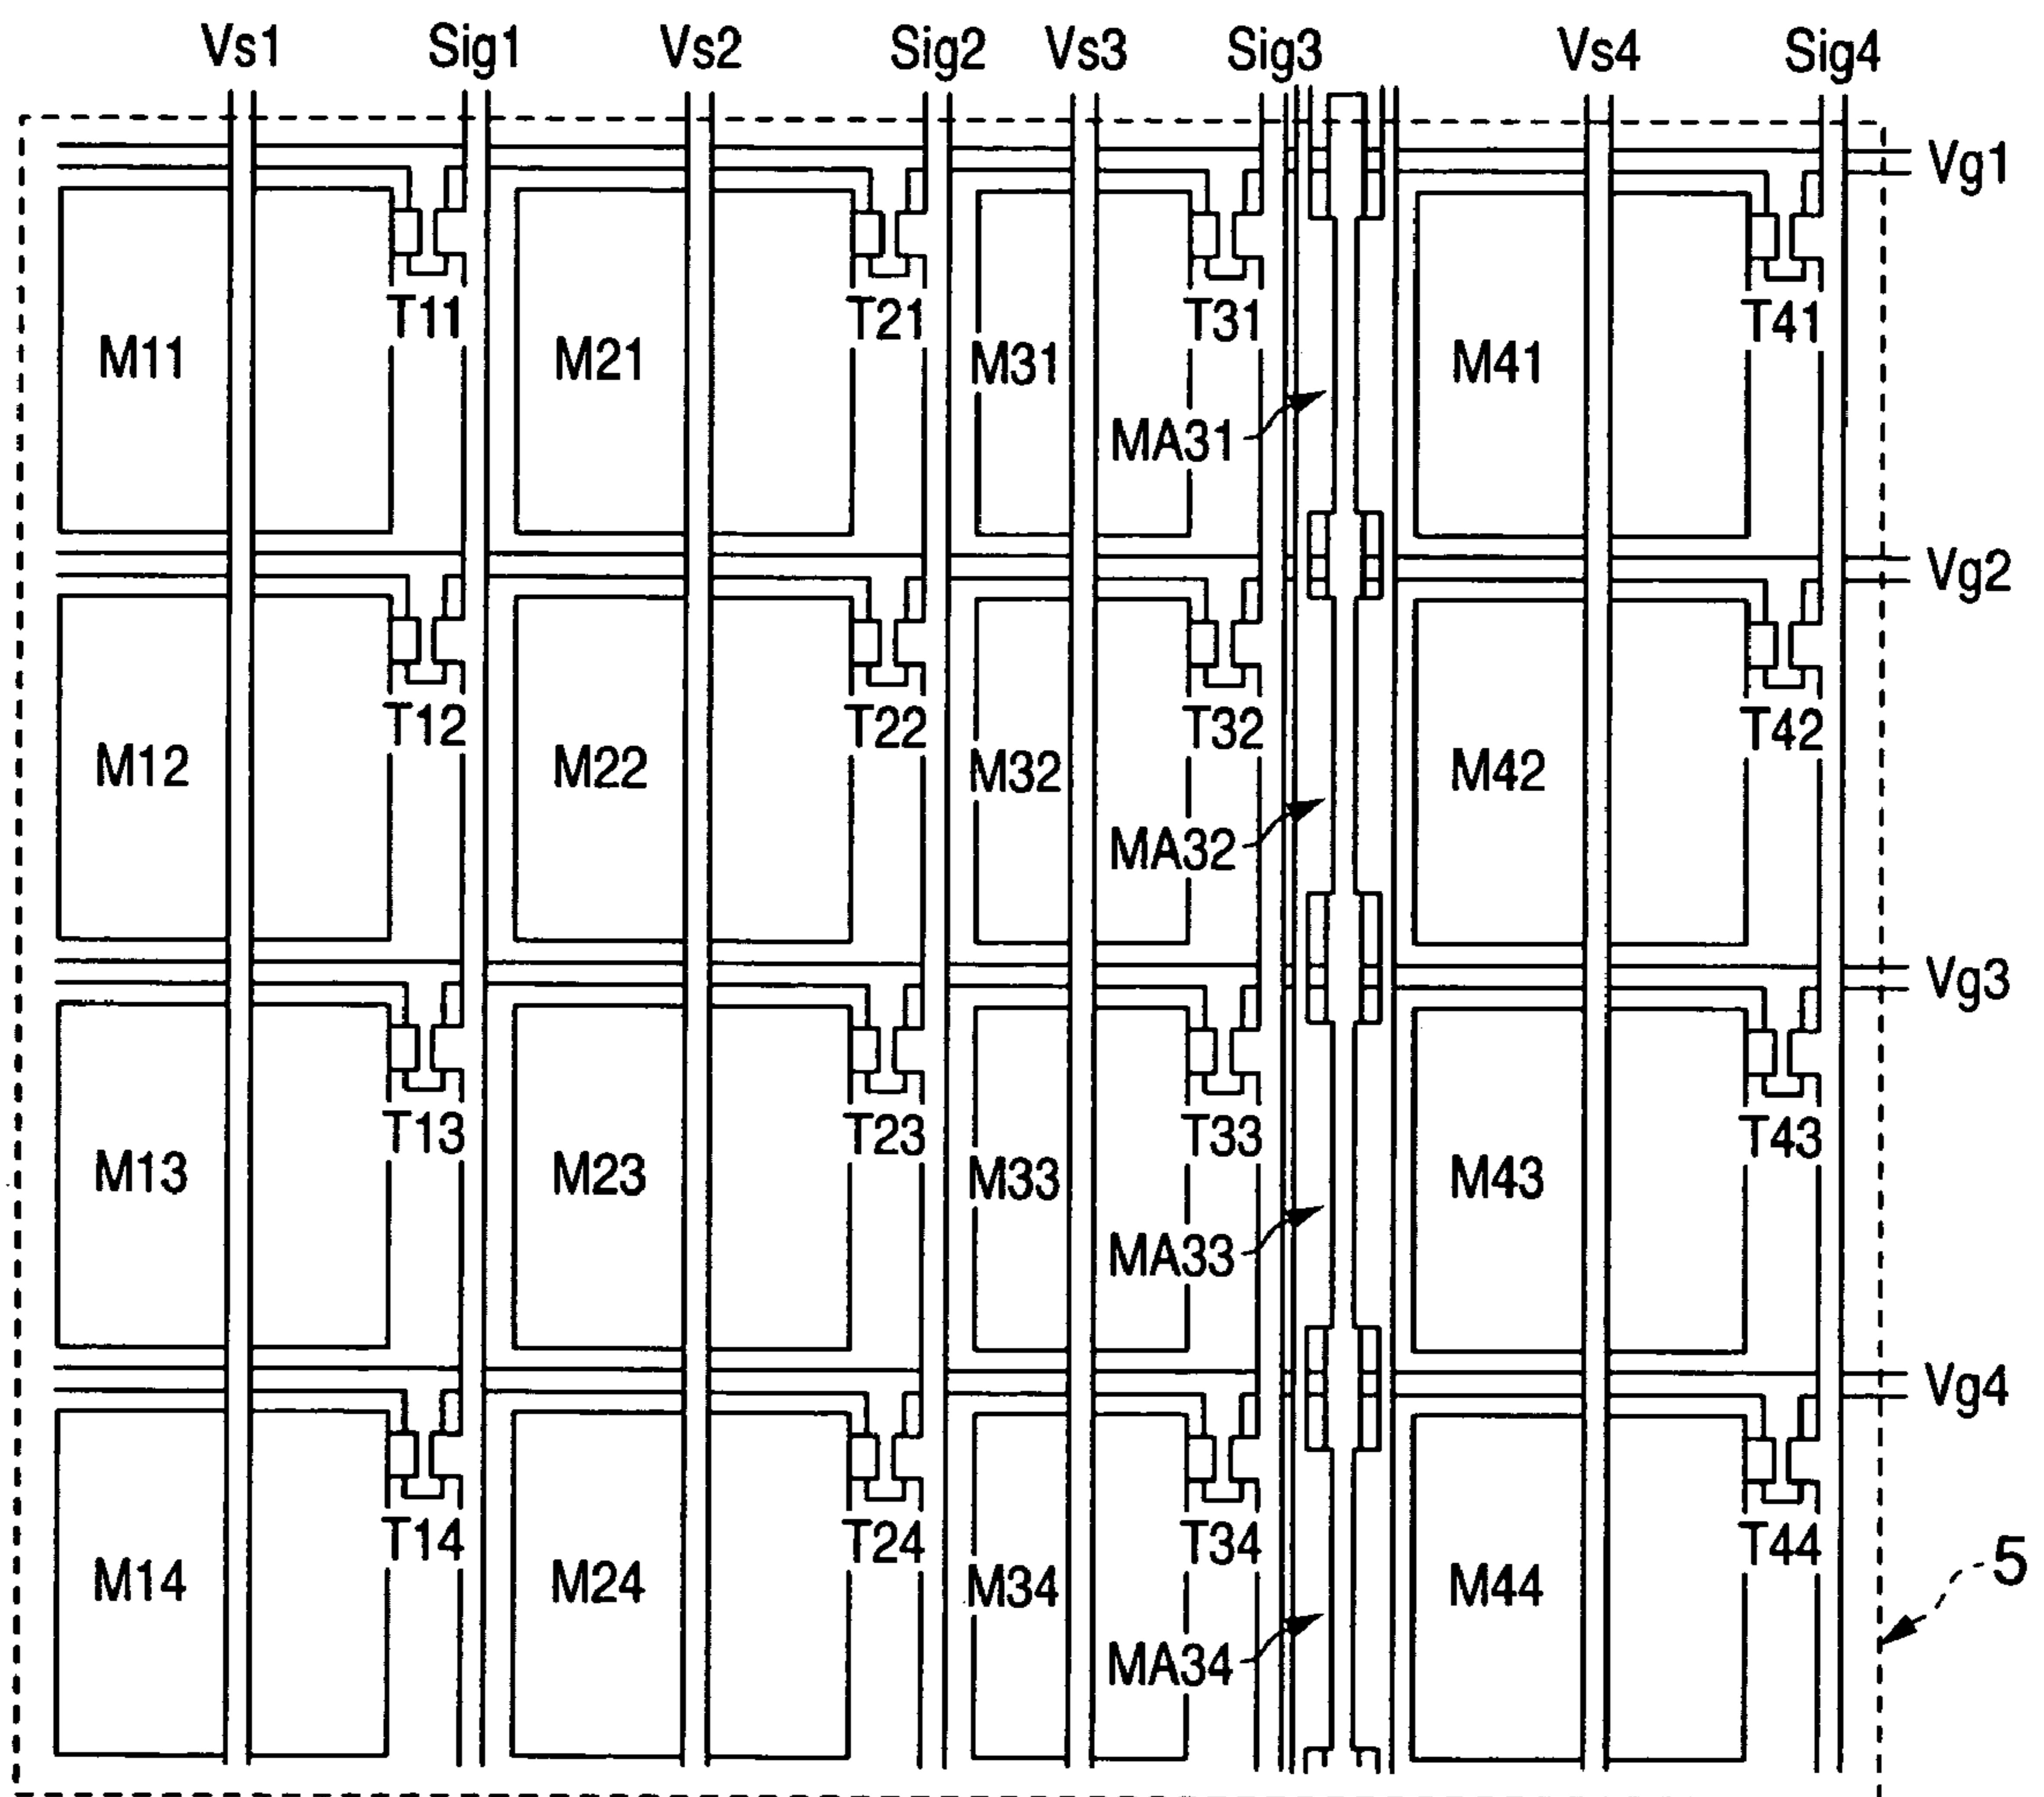 Vs1 Sig1 Vs2 Sig2 Vs3 Sig3 Vs4 Sig4
Vg1
T11 T21 T31 T41
M11 M21 M31 M41
MA31
Vg2
T12 T22 T32 T42
M12 M22 M32 M42
MA32
Vg3
T13 T23 T33 T43
M13 M23 M33 M43
MA33
Vg4
T14 T24 T34 T44
5
M14 M24 M34 M44
MA34